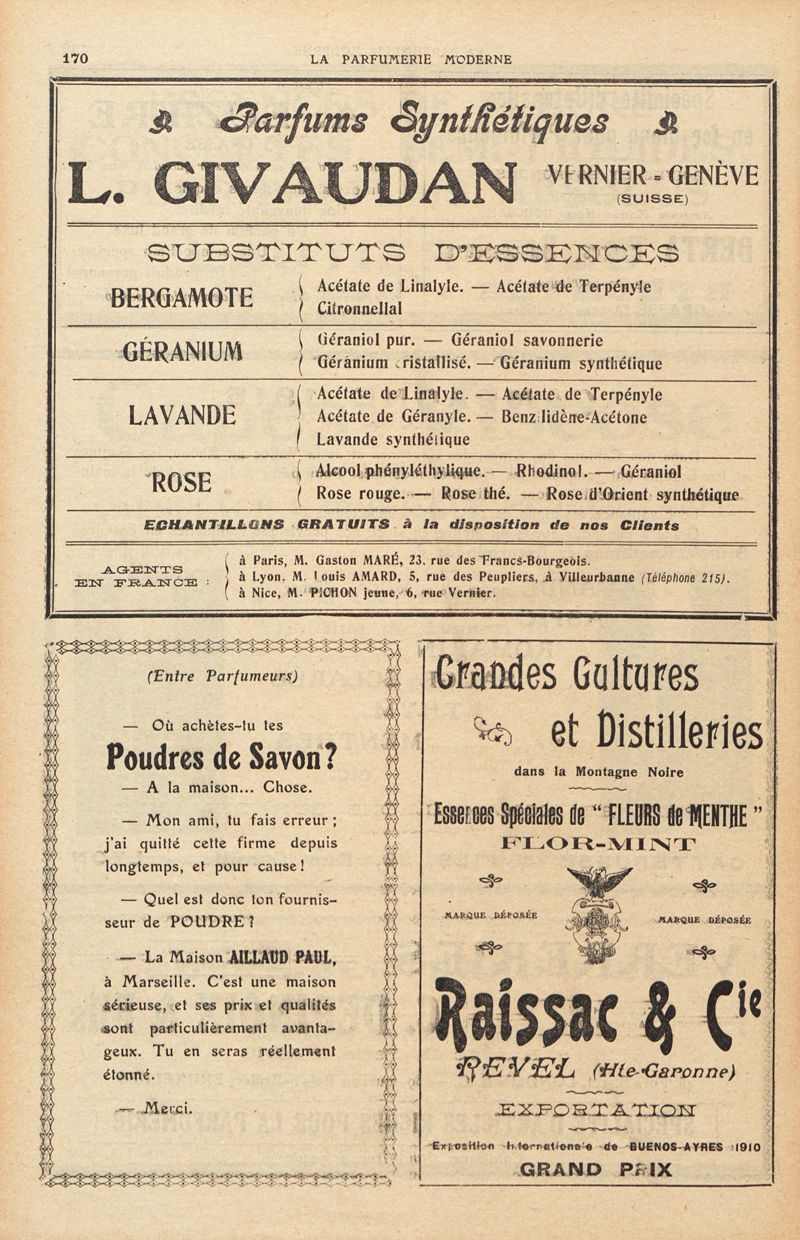 170
LA PARFUMERIE MODERNE
Parfums Synthétiques
L. GIVAUDAN VERNIER - GENÈVE
(SUISSE)
SUBSTITUTS D'ESSENCES
BERGAMOTE
Acétate de Linalyle. — Acétate de Terpényle
Citronnellal
GÉRANIUM
Géraniol pur. — Géraniol savonnerie
Géranium cristallisé. — Géranium synthétique
LAVANDE
Acétate de Linalyle. — Acétate de Terpényle
Acétate de Géranyle. — Benzilidène-Acétone
Lavande synthétique
ROSE
Alcool phényléthylique. — Rhodinol. — Géraniol
Rose rouge. — Rose thé. — Rose d'Orient synthétique
ECHANTILLONS GRATUITS à la disposition de nos Clients
AGENTS
EN FRANCE :
à Paris, M. Gaston MARÉ, 23, rue des Francs-Bourgeois.
à Lyon, M. Louis AMARD, 5, rue des Peupliers, à Villeurbanne (Téléphone 215).
à Nice, M. PICHON jeune, 6, rue Vernier.
(Entre Parfumeurs)
— Où achètes-tu tes
Poudres de Savon?
— A la maison... Chose.
— Mon ami, tu fais erreur ;
j'ai quitté cette firme depuis
longtemps, et pour cause !
— Quel est donc ton fournis-
seur de POUDRE ?
— La Maison AILLAUD PAUL,
à Marseille. C'est une maison
sérieuse, et ses prix et qualités
sont particulièrement avanta-
geux. Tu en seras réellement
étonné.
— Merci.
Grandes Cultures
et Distilleries
dans la Montagne Noire
Essences Spéciales de "FLEURS de MENTHE"
FLOR-MINT
MARQUE DÉPOSÉE
MARQUE DÉPOSÉE
Raissac & Cie
REVEL (Hte-Garonne)
EXPORTATION
Exposition Internationale de BUENOS-AYRES 1910
GRAND PRIX